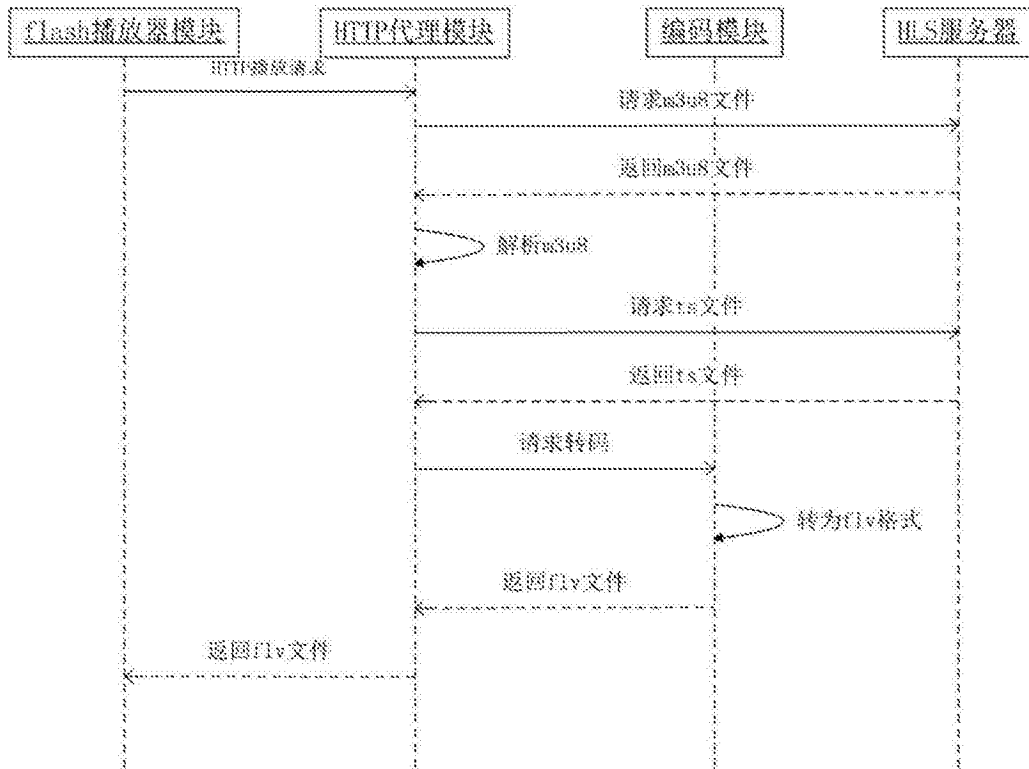 flash播放器模块
HTTP代理模块
编码模块
HLS服务器
HTTP播放请求
请求m3u8文件
返回m3u8文件
解析m3u8
请求ts文件
返回ts文件
请求转码
转为flv格式
返回flv文件
返回flv文件